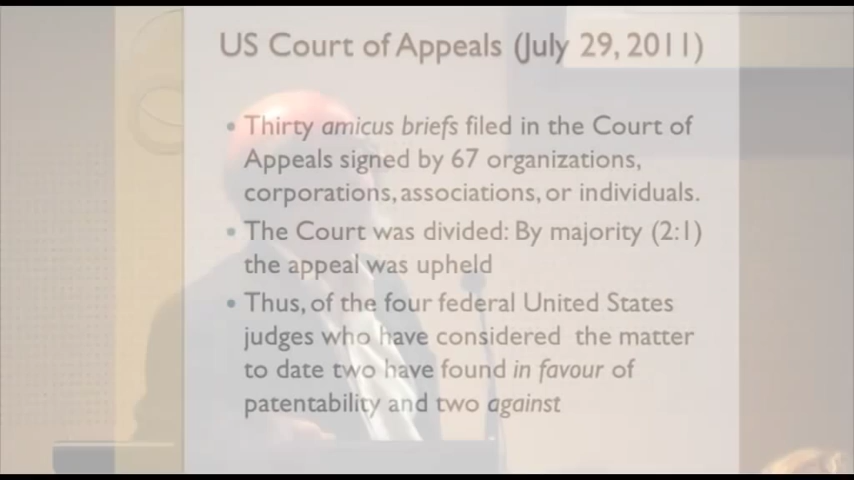 US Court of Appeals (July 29, 2011)
• Thirty amicus briefs filed in the Court of
Appeals signed by 67 organizations,
corporations, associations, or individuals.
• The Court was divided: By majority (2:1)
the appeal was upheld
• Thus, of the four federal United States
judges who have considered the matter
to date two have found in favour of
patentability and two against